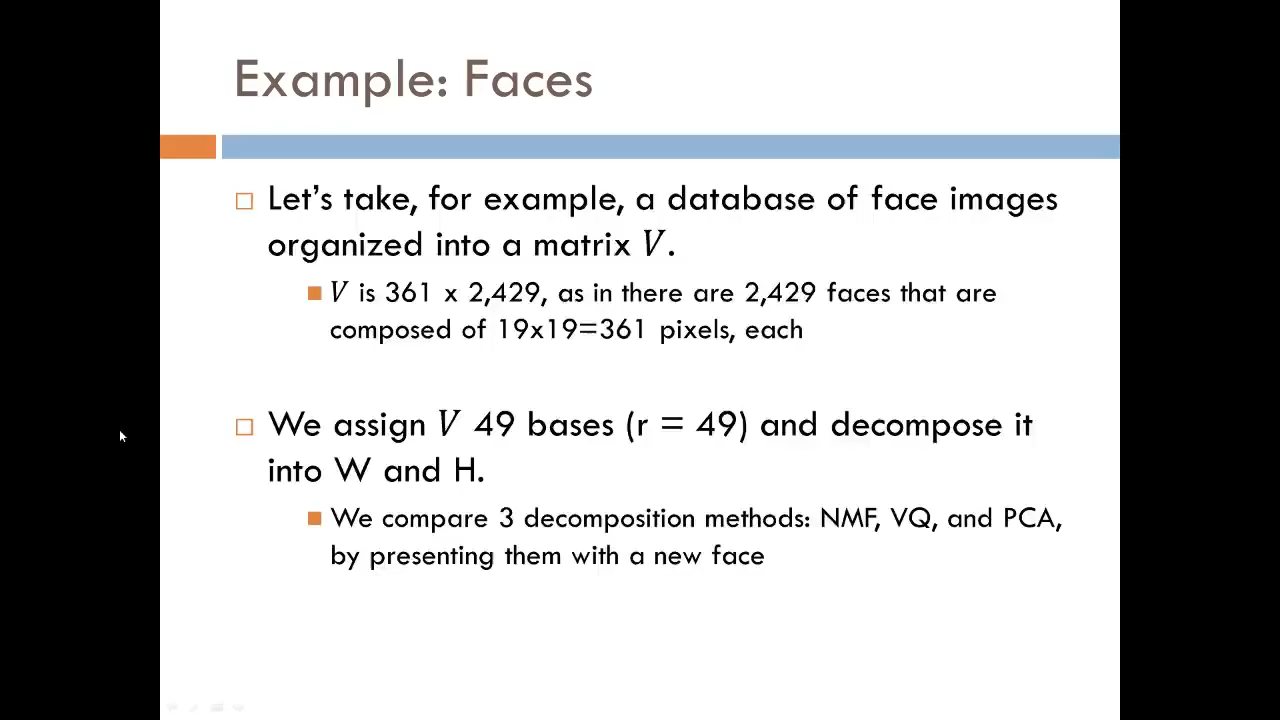 Example: Faces
Let's take, for example, a database of face images
organized into a matrix V.
V is 361 x 2,429, as in there are 2,429 faces that are
composed of 19x19=361 pixels, each
We assign V 49 bases (r = 49) and decompose it
into W and H.
We compare 3 decomposition methods: NMF, VQ, and PCA,
by presenting them with a new face